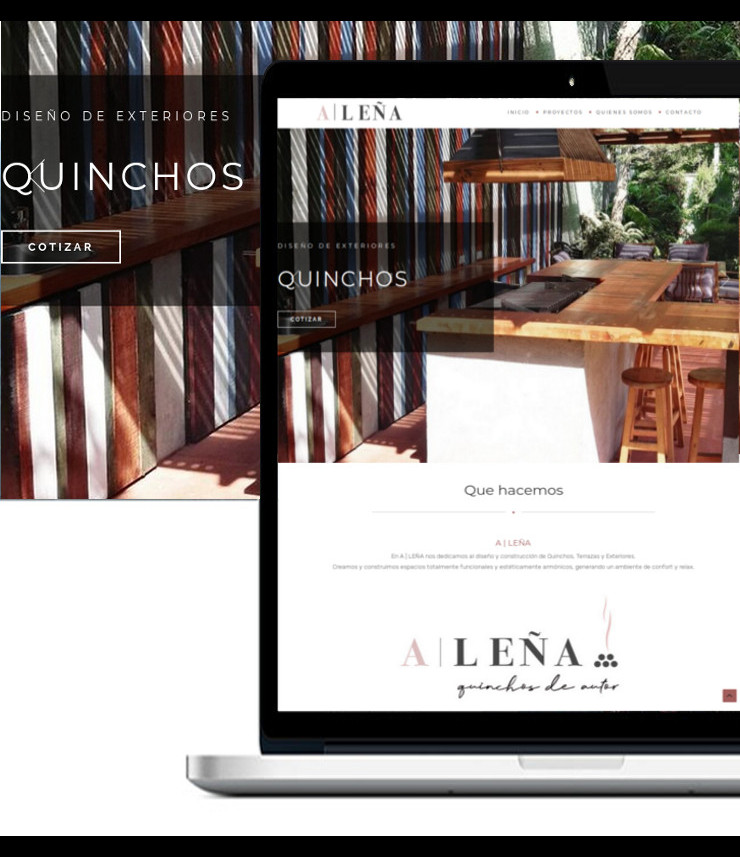 DISEÑO DE EXTERIORES
QUINCHOS
COTIZAR
A|LEÑA
INICIO • PROYECTOS • QUIENES SOMOS • CONTACTO
DISEÑO DE EXTERIORES
QUINCHOS
COTIZAR
Que hacemos
A | LEÑA
En A | LEÑA nos dedicamos al diseño y construcción de Quinchos, Terrazas y Exteriores.
Creamos y construimos espacios totalmente funcionales y estéticamente armónicos, generando un ambiente de confort y relax.
A|LEÑA
quinchos de autor